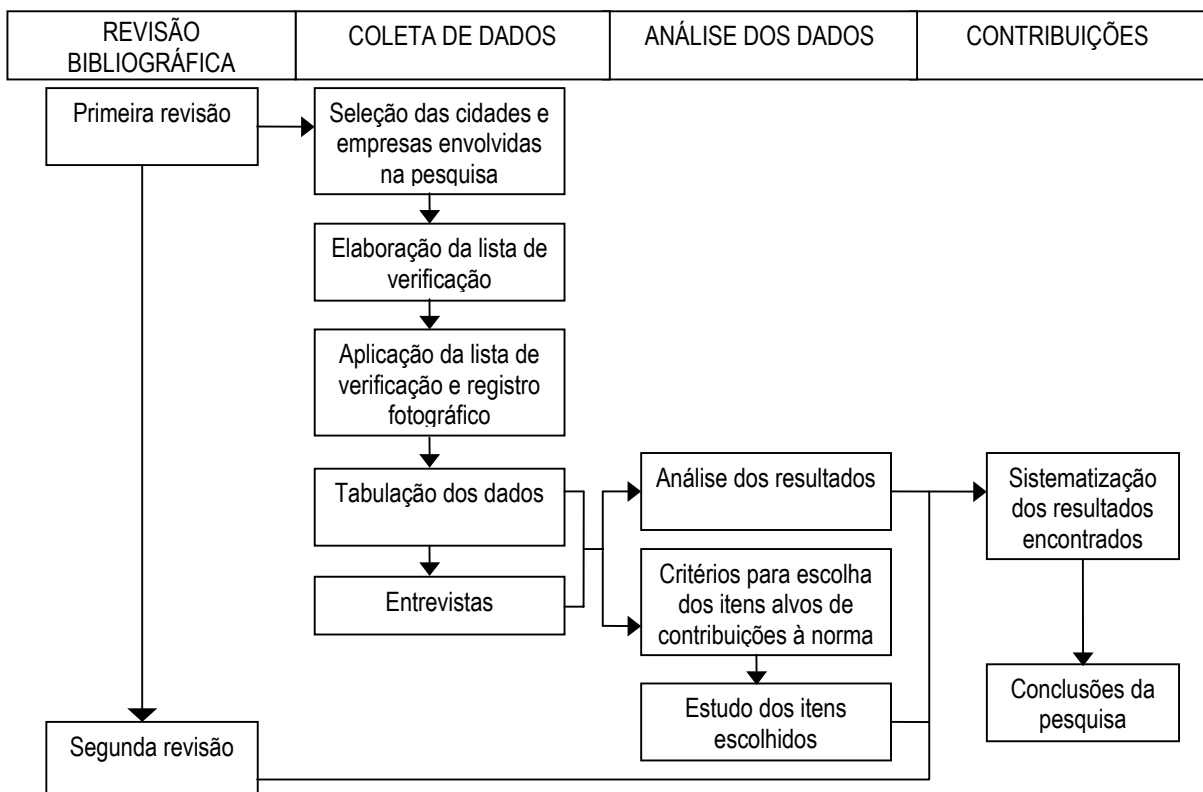 REVISÃO
BIBLIOGRÁFICA
COLETA DE DADOS
ANÁLISE DOS DADOS
CONTRIBUIÇÕES
Primeira revisão
Seleção das cidades e
empresas envolvidas
na pesquisa
Elaboração da lista de
verificação
Aplicação da lista de
verificação e registro
fotográfico
Tabulação dos dados
Entrevistas
Análise dos resultados
Critérios para escolha
dos itens alvos de
contribuições à norma
Estudo dos itens
escolhidos
Sistematização
dos resultados
encontrados
Conclusões da
pesquisa
Segunda revisão